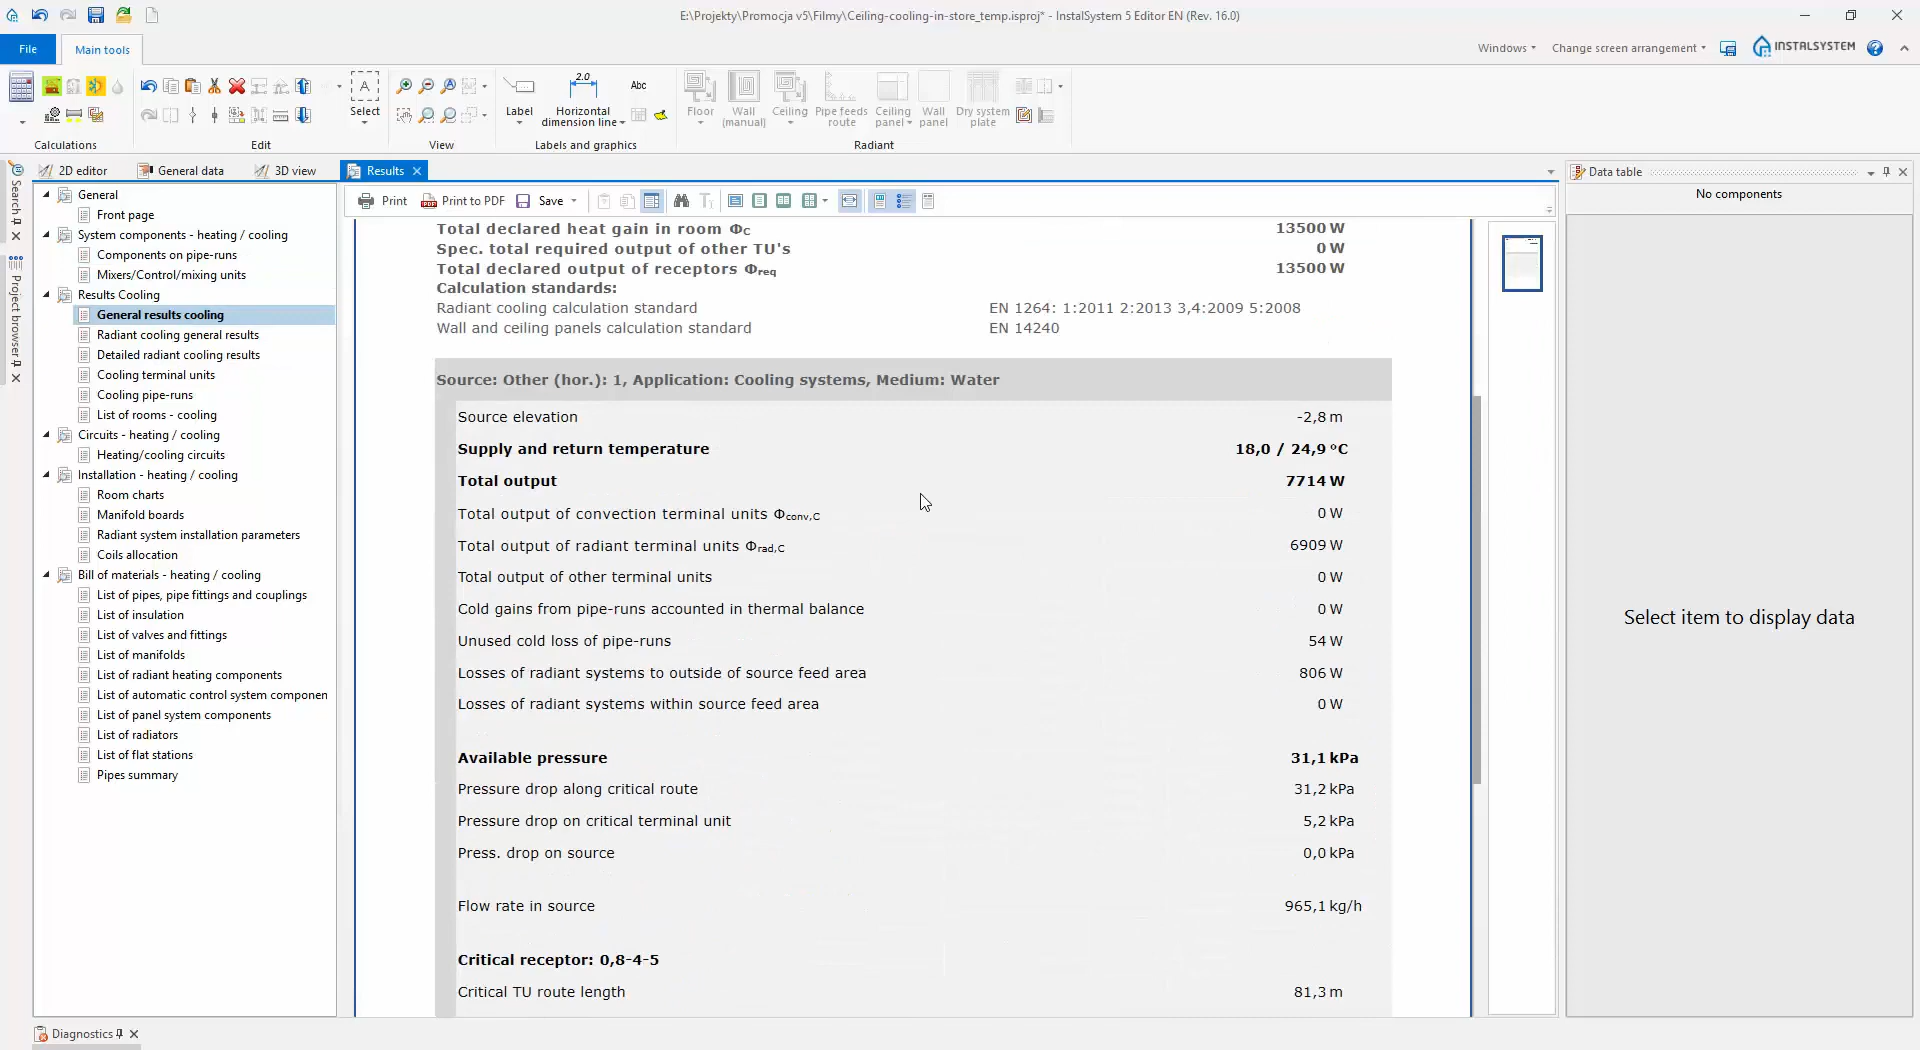 E:\Projekty\Promocja v5\Filmy\Ceiling-cooling-in-store_temp.isproj* - InstalSystem 5 Editor EN (Rev. 16.0)
File
Main tools
Windows
Change screen arrangement
INSTALSYSTEM
Select
Label
2.0
Horizontal dimension line
Abc
Floor
Wall (manual)
Ceiling
Pipe feeds route
Ceiling panel
Wall panel
Dry system plate
Calculations
Edit
View
Labels and graphics
Radiant
Search
Project browser
2D editor
General data
3D view
Results
General
Front page
System components - heating / cooling
Components on pipe-runs
Mixers/Control/mixing units
Results Cooling
General results cooling
Radiant cooling general results
Detailed radiant cooling results
Cooling terminal units
Cooling pipe-runs
List of rooms - cooling
Circuits - heating / cooling
Heating/cooling circuits
Installation - heating / cooling
Room charts
Manifold boards
Radiant system installation parameters
Coils allocation
Bill of materials - heating / cooling
List of pipes, pipe fittings and couplings
List of insulation
List of valves and fittings
List of manifolds
List of radiant heating components
List of automatic control system componen
List of panel system components
List of radiators
List of flat stations
Pipes summary
Print
Print to PDF
Save
Total declared heat gain in room ΦC 13500 W
Spec. total required output of other TU's 0 W
Total declared output of receptors Φreq 13500 W
Calculation standards:
Radiant cooling calculation standard EN 1264: 1:2011 2:2013 3,4:2009 5:2008
Wall and ceiling panels calculation standard EN 14240
Source: Other (hor.): 1, Application: Cooling systems, Medium: Water
Source elevation -2,8 m
Supply and return temperature 18,0 / 24,9 °C
Total output 7714 W
Total output of convection terminal units Φconv,C 0 W
Total output of radiant terminal units Φrad,C 6909 W
Total output of other terminal units 0 W
Cold gains from pipe-runs accounted in thermal balance 0 W
Unused cold loss of pipe-runs 54 W
Losses of radiant systems to outside of source feed area 806 W
Losses of radiant systems within source feed area 0 W
Available pressure 31,1 kPa
Pressure drop along critical route 31,2 kPa
Pressure drop on critical terminal unit 5,2 kPa
Press. drop on source 0,0 kPa
Flow rate in source 965,1 kg/h
Critical receptor: 0,8-4-5
Critical TU route length 81,3 m
Data table
No components
Select item to display data
Diagnostics